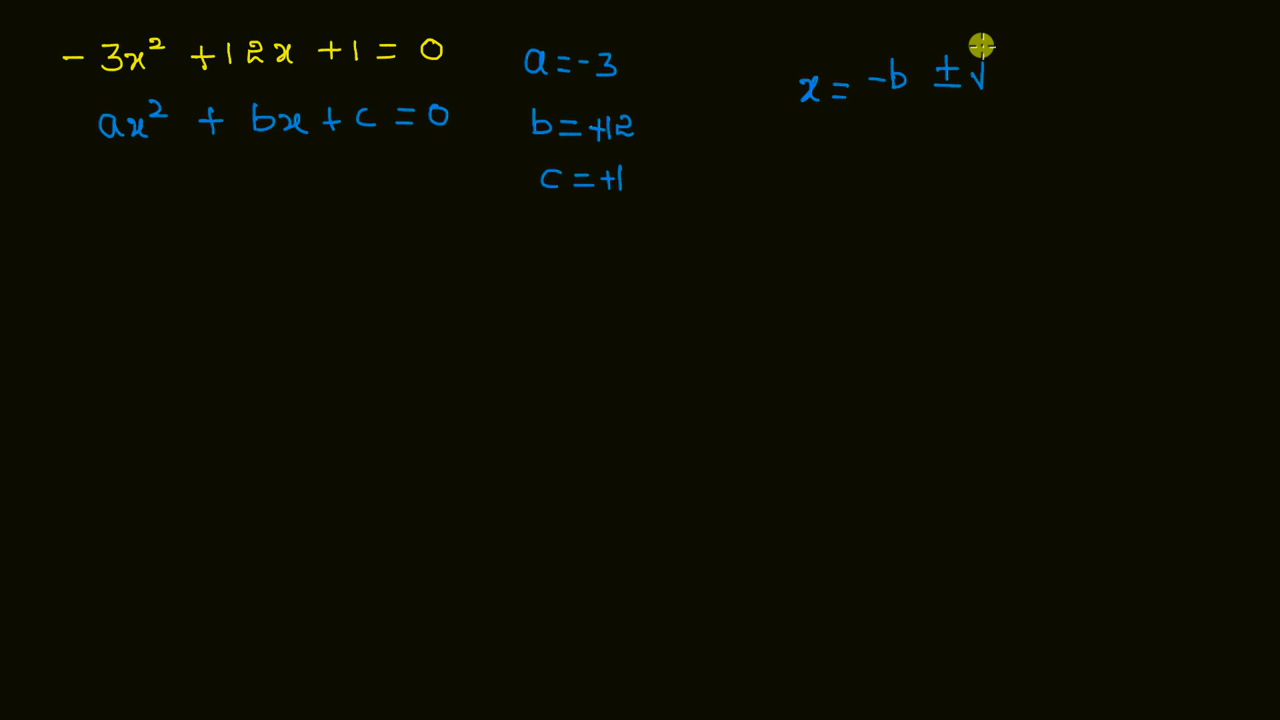 - 3x² + 12x + 1 = 0
ax² + bx + c = 0
a = -3
b = +12
c = +1
x = -b ± √